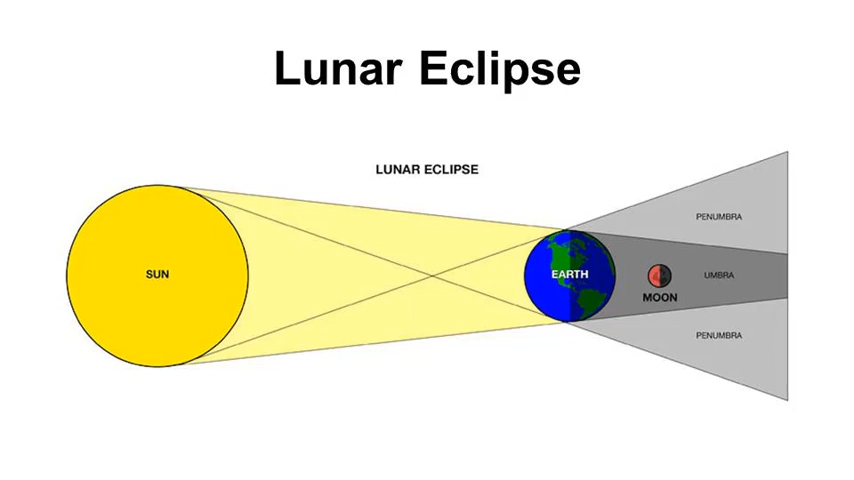 Lunar Eclipse
LUNAR ECLIPSE
PENUMBRA
SUN
EARTH
UMBRA
MOON
PENUMBRA